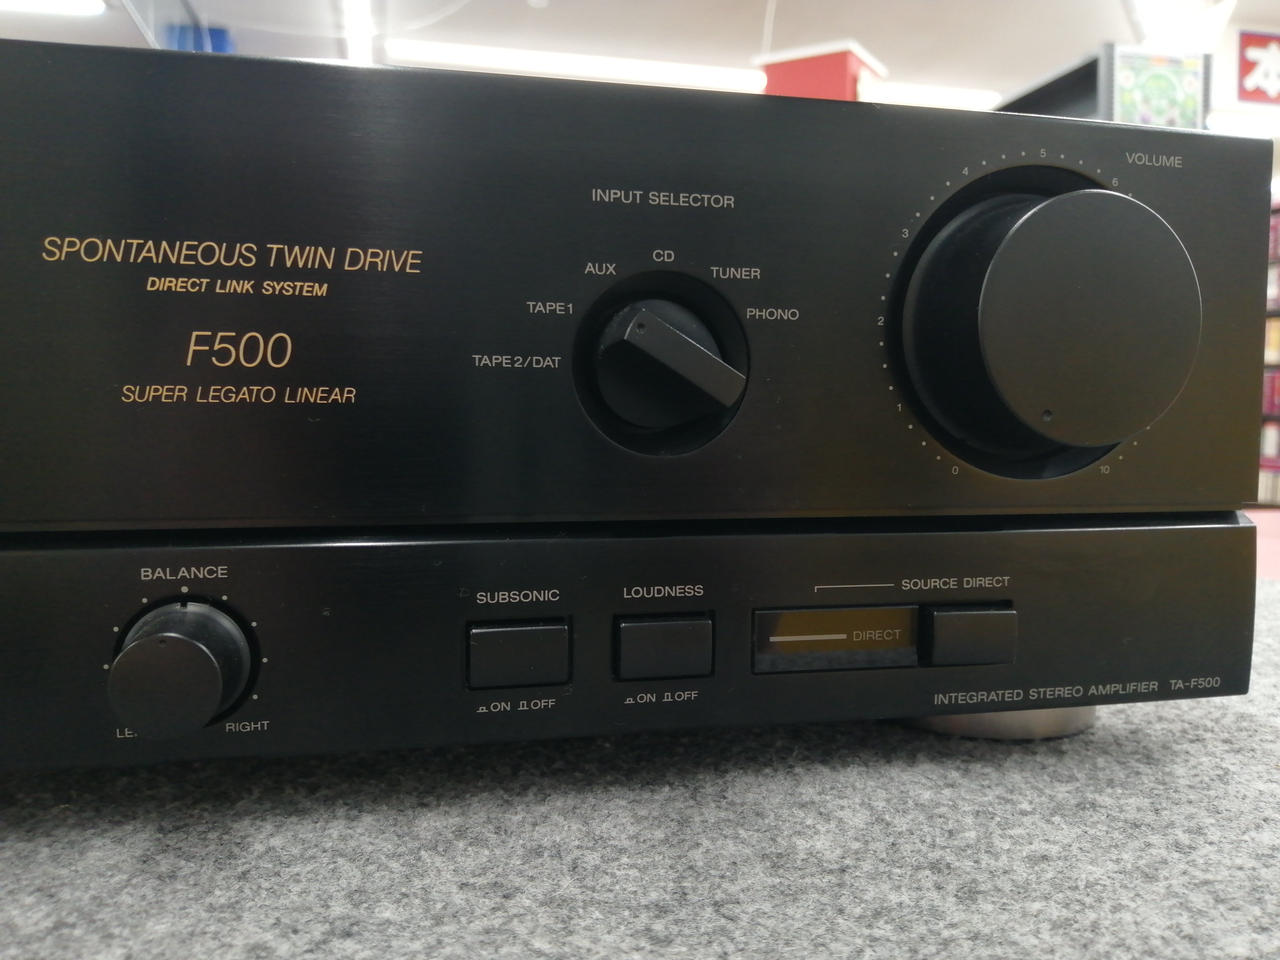 本
VOLUME
INPUT SELECTOR
0 1 2 3 4 5 6 10
SPONTANEOUS TWIN DRIVE
DIRECT LINK SYSTEM
F500
SUPER LEGATO LINEAR
TAPE2/DAT
TAPE1
AUX
CD
TUNER
PHONO
BALANCE
RIGHT
SUBSONIC
ON OFF
LOUDNESS
ON OFF
SOURCE DIRECT
DIRECT
INTEGRATED STEREO AMPLIFIER TA-F500